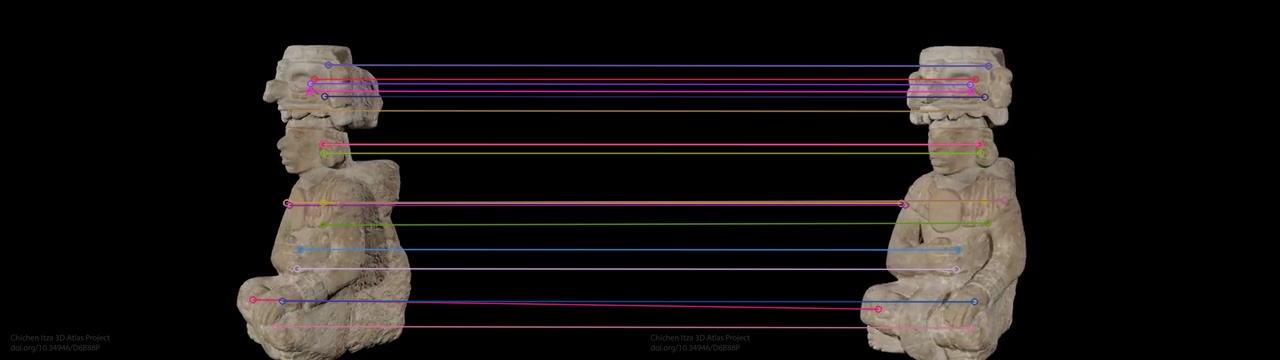 Chichen Itza 3D Atlas Project
doi.org/10.34946/D6B88P
Chichen Itza 3D Atlas Project
doi.org/10.34946/D6B88P